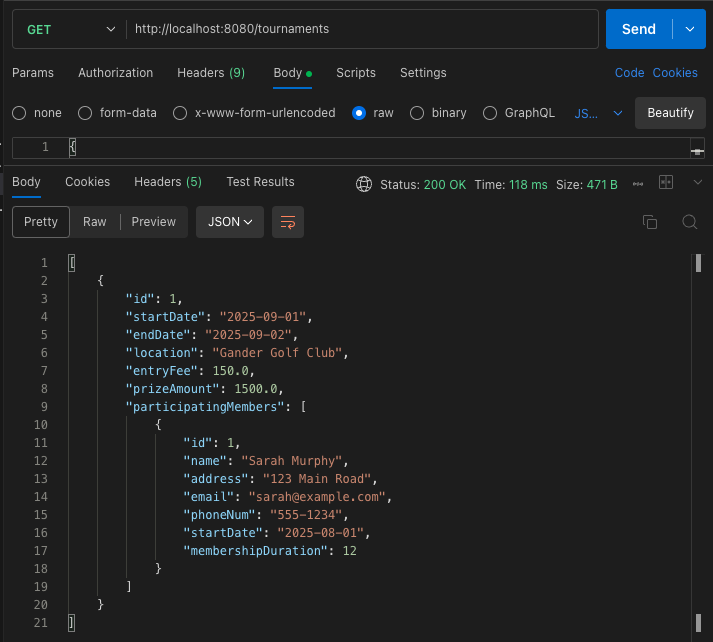 GET http://localhost:8080/tournaments Send
Params Authorization Headers (9) Body Scripts Settings Code Cookies
none form-data x-www-form-urlencoded raw binary GraphQL JS... Beautify
1 {
Body Cookies Headers (5) Test Results Status: 200 OK Time: 118 ms Size: 471 B
Pretty Raw Preview JSON
1 [
2 {
3 "id": 1,
4 "startDate": "2025-09-01",
5 "endDate": "2025-09-02",
6 "location": "Gander Golf Club",
7 "entryFee": 150.0,
8 "prizeAmount": 1500.0,
9 "participatingMembers": [
10 {
11 "id": 1,
12 "name": "Sarah Murphy",
13 "address": "123 Main Road",
14 "email": "sarah@example.com",
15 "phoneNum": "555-1234",
16 "startDate": "2025-08-01",
17 "membershipDuration": 12
18 }
19 ]
20 }
21 ]